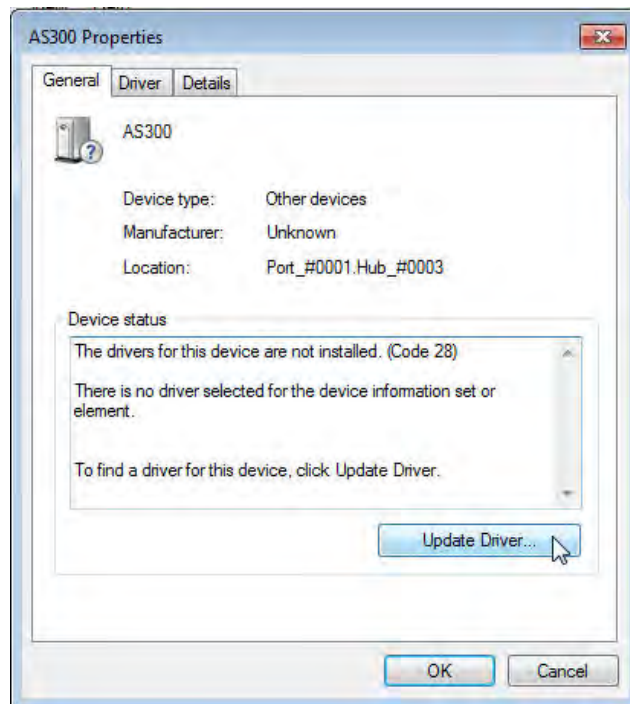 AS300 Properties
General Driver Details
AS300
Device type: Other devices
Manufacturer: Unknown
Location: Port_#0001.Hub_#0003
Device status
The drivers for this device are not installed. (Code 28)
There is no driver selected for the device information set or
element.
To find a driver for this device, click Update Driver.
Update Driver...
OK Cancel